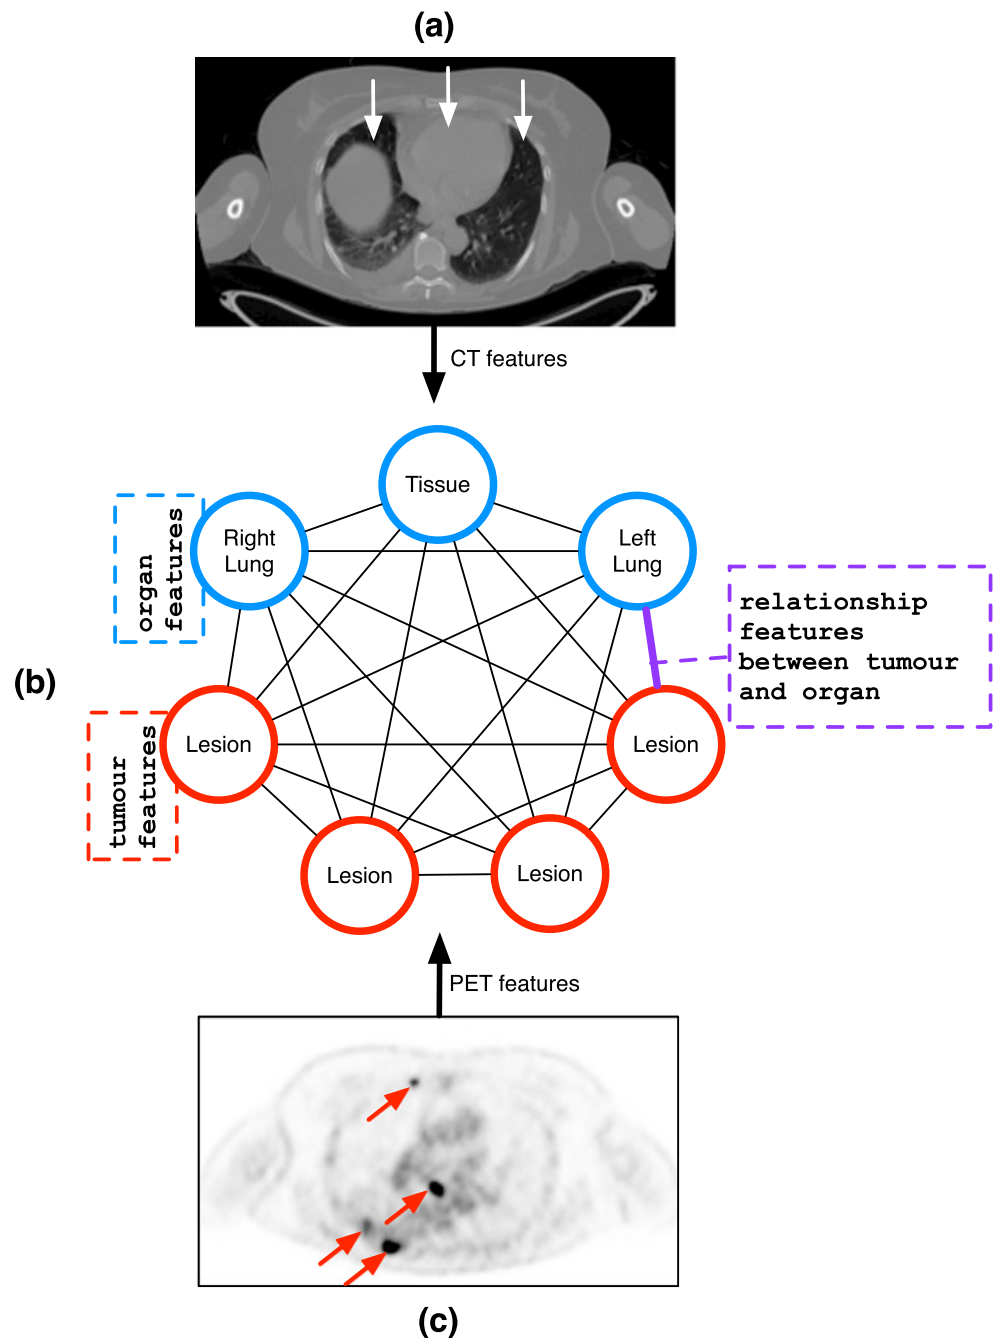 (a)
CT features
Tissue
Right
Lung
Left
Lung
organ
features
relationship
features
between tumour
and organ
(b)
Lesion
Lesion
tumour
features
Lesion
Lesion
PET features
(c)